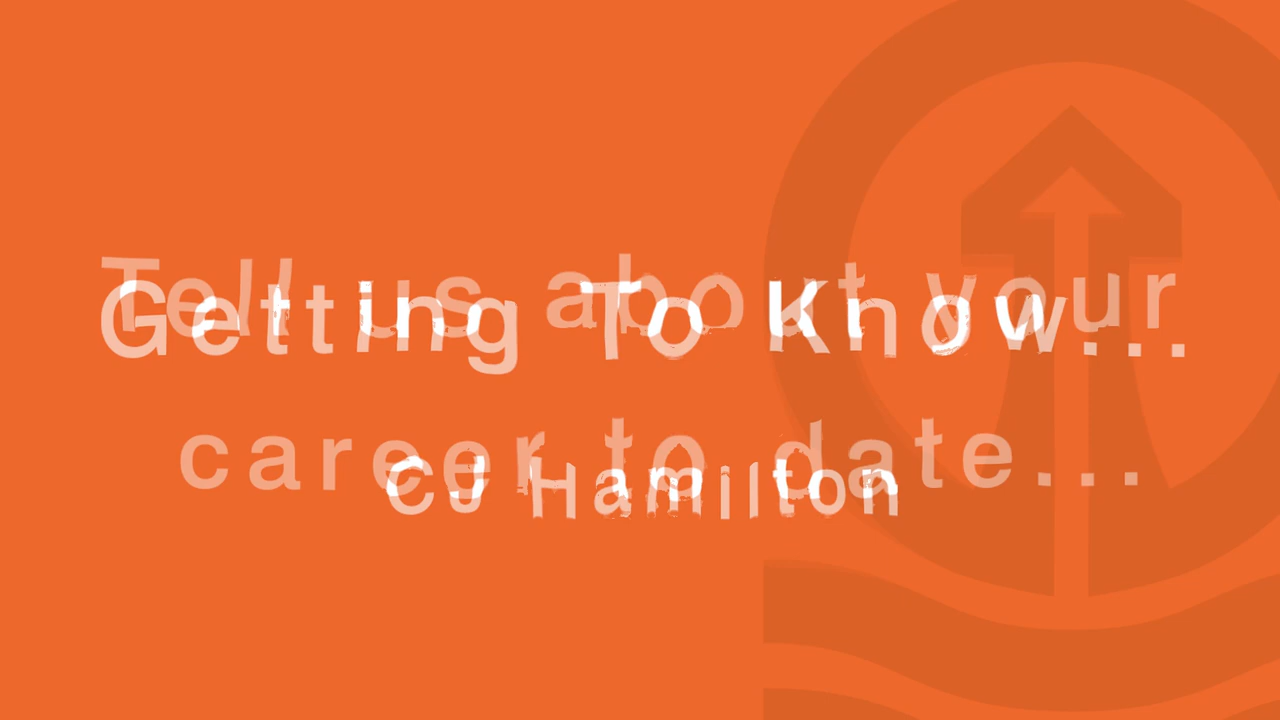 Tell us about your
Getting To Know...
career to date...
CJ Hamilton